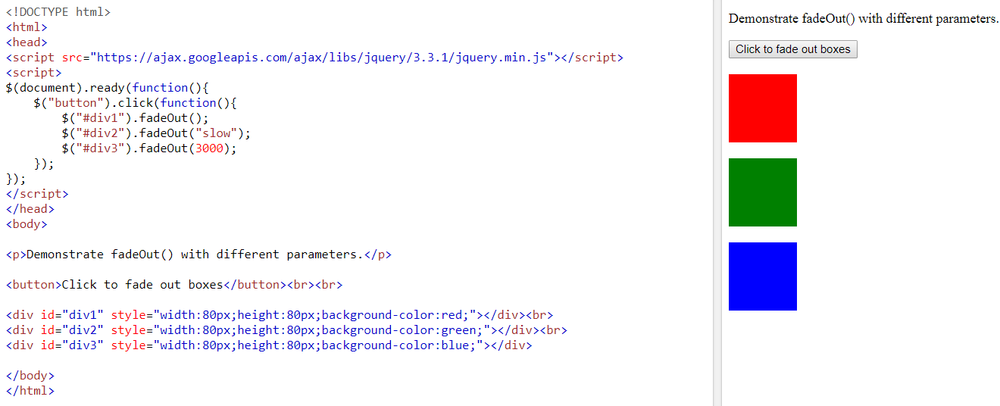 <!DOCTYPE html>
<html>
<head>
<script src="https://ajax.googleapis.com/ajax/libs/jquery/3.3.1/jquery.min.js"></script>
<script>
$(document).ready(function(){
    $("button").click(function(){
        $("#div1").fadeOut();
        $("#div2").fadeOut("slow");
        $("#div3").fadeOut(3000);
    });
});
</script>
</head>
<body>
<p>Demonstrate fadeOut() with different parameters.</p>
<button>Click to fade out boxes</button><br><br>
<div id="div1" style="width:80px;height:80px;background-color:red;"></div><br>
<div id="div2" style="width:80px;height:80px;background-color:green;"></div><br>
<div id="div3" style="width:80px;height:80px;background-color:blue;"></div>
</body>
</html>
Demonstrate fadeOut() with different parameters.
Click to fade out boxes